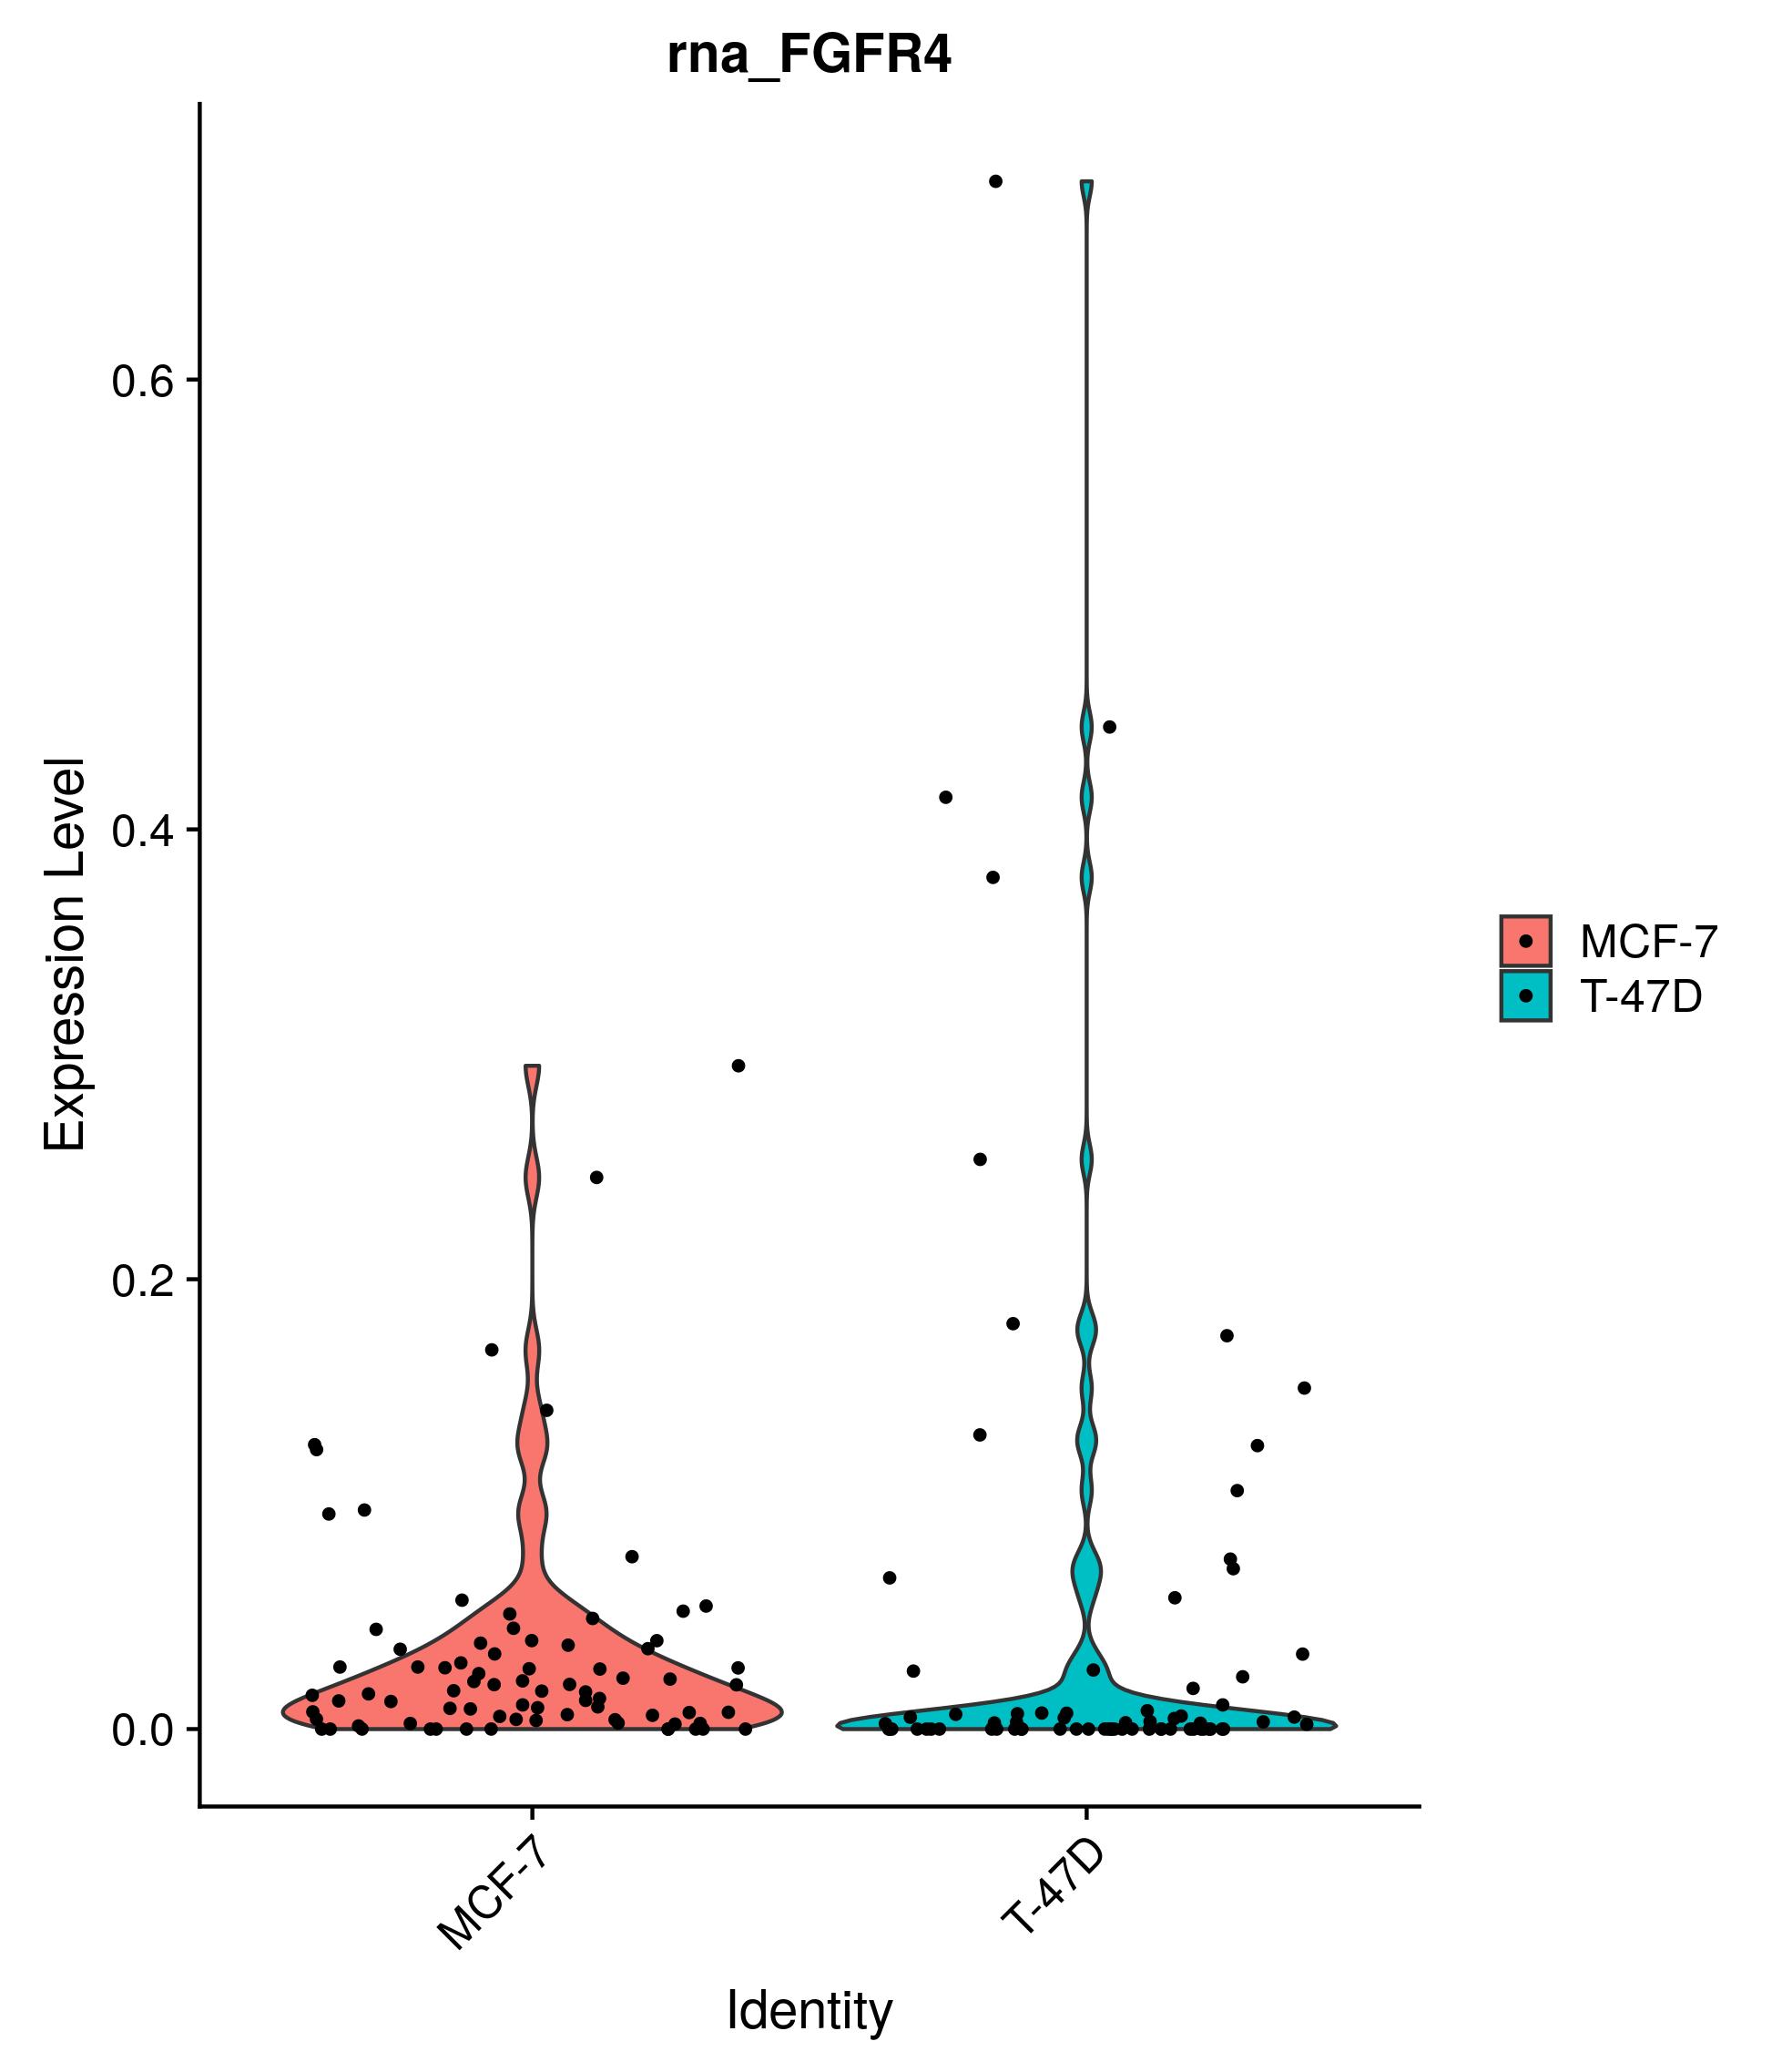 rna_FGFR4
Expression Level
0.6
0.4
0.2
0.0
MCF-7
T-47D
Identity
MCF-7
T-47D